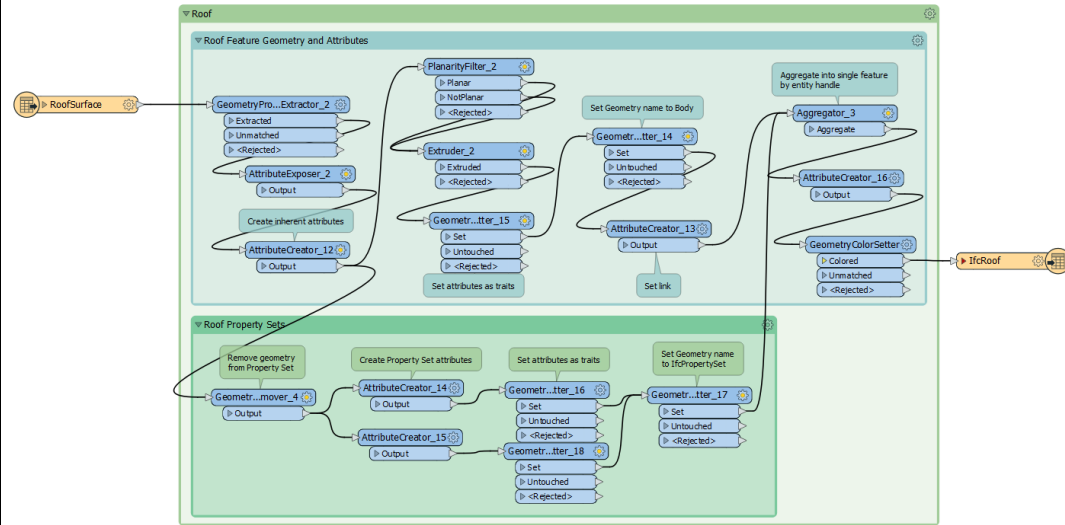 Roof
Roof Feature Geometry and Attributes
RoofSurface
GeometryPro...Extractor_2
Extracted
Unmatched
<Rejected>
AttributeExposer_2
Output
Create inherent attributes
AttributeCreator_12
Output
PlanarityFilter_2
Planar
NotPlanar
<Rejected>
Extruder_2
Extruded
<Rejected>
Geometr...tter_15
Set
Untouched
<Rejected>
Set attributes as traits
Set Geometry name to Body
Geometr...tter_14
Set
Untouched
<Rejected>
AttributeCreator_13
Output
Set link
Aggregate into single feature
by entity handle
Aggregator_3
Aggregate
AttributeCreator_16
Output
GeometryColorSetter
Colored
Unmatched
<Rejected>
IfcRoof
Roof Property Sets
Remove geometry
from Property Set
Geometr...mover_4
Output
Create Property Set attributes
AttributeCreator_14
Output
AttributeCreator_15
Output
Set attributes as traits
Geometr...tter_16
Set
Untouched
<Rejected>
Geometr...tter_18
Set
Untouched
<Rejected>
Set Geometry name
to IfcPropertySet
Geometr...tter_17
Set
Untouched
<Rejected>